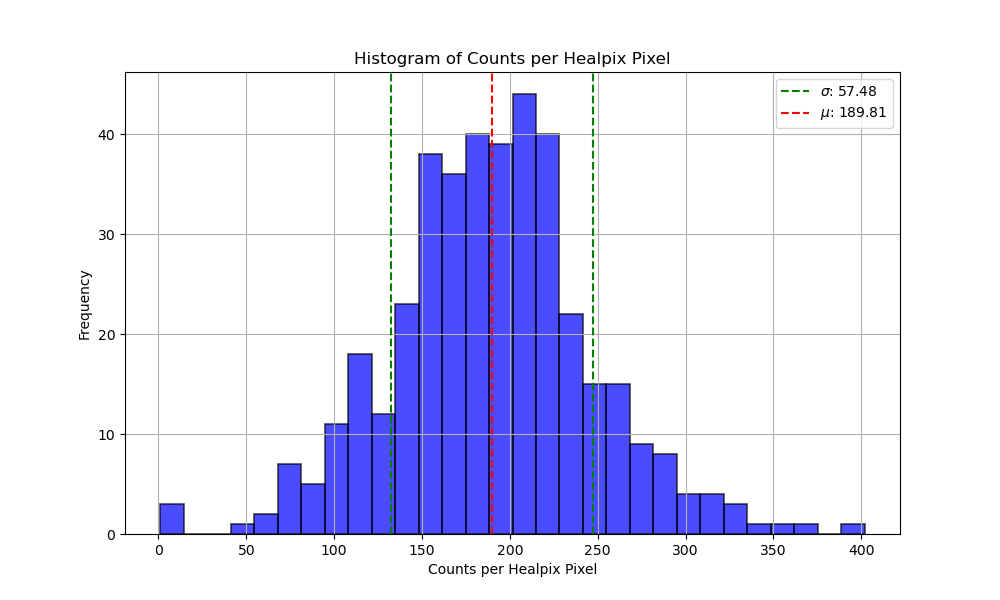 Histogram of Counts per Healpix Pixel
σ: 57.48
μ: 189.81
40
30
20
10
0
Frequency
0 50 100 150 200 250 300 350 400
Counts per Healpix Pixel